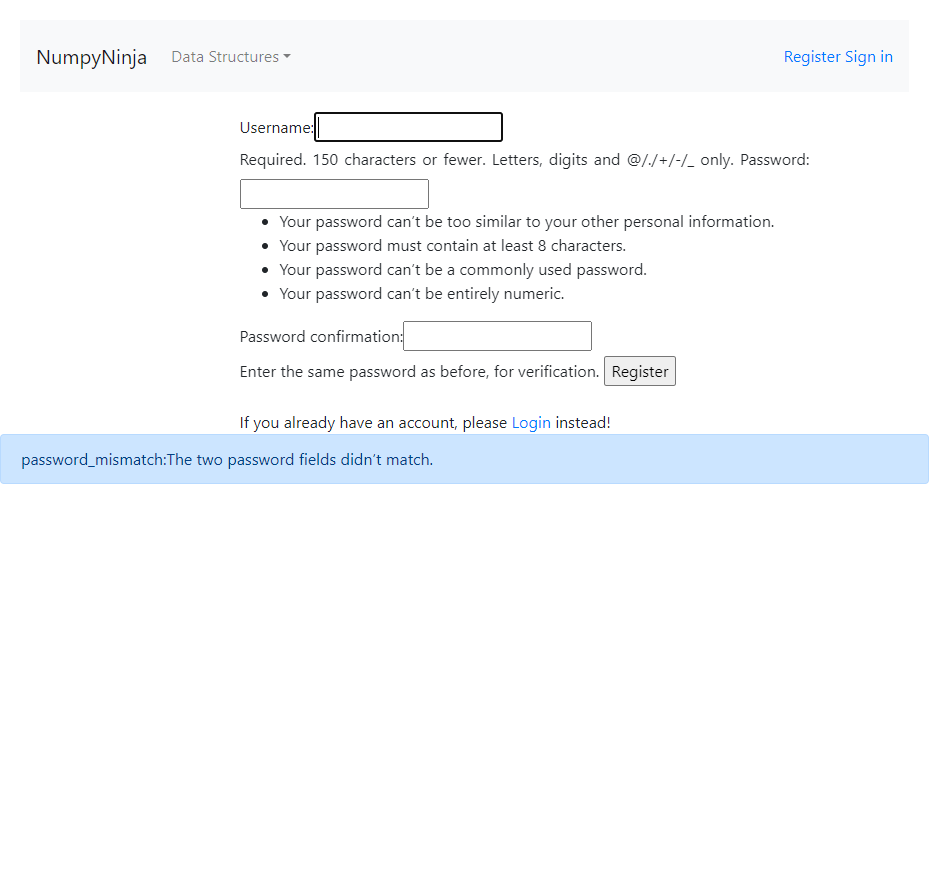 NumpyNinja Data Structures Register Sign in
Username:
Required. 150 characters or fewer. Letters, digits and @/./+/-/_ only. Password:
• Your password can’t be too similar to your other personal information.
• Your password must contain at least 8 characters.
• Your password can’t be a commonly used password.
• Your password can’t be entirely numeric.
Password confirmation:
Enter the same password as before, for verification. Register
If you already have an account, please Login instead!
password_mismatch:The two password fields didn’t match.